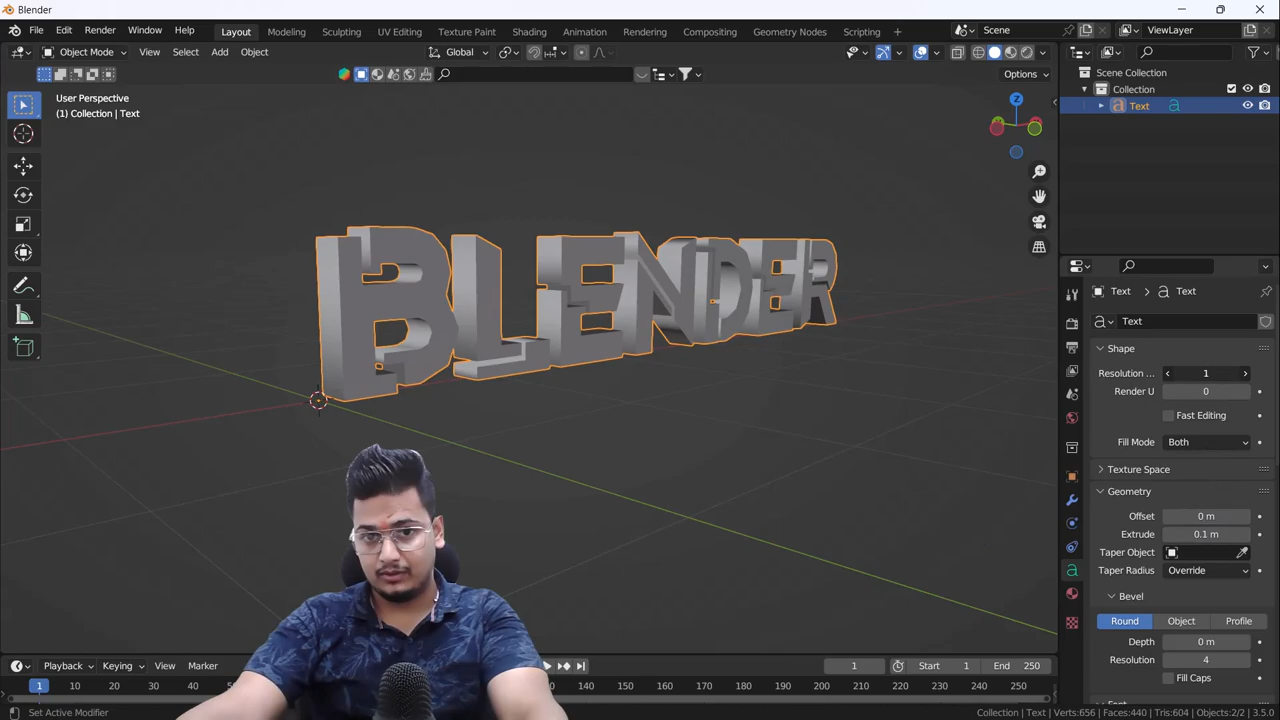 Blender
File Edit Render Window Help Layout Modeling Sculpting UV Editing Texture Paint Shading Animation Rendering Compositing Geometry Nodes Scripting + Scene ViewLayer
Object Mode View Select Add Object Global
Options
User Perspective
(1) Collection | Text
Z
BLENDER
Scene Collection
Collection
Text
Text Text
Text
Shape
Resolution ... 1
Render U 0
Fast Editing
Fill Mode Both
Texture Space
Geometry
Offset 0 m
Extrude 0.1 m
Taper Object
Taper Radius Override
Bevel
Round Object Profile
Depth 0 m
Resolution 4
Fill Caps
Playback Keying View Marker 1 Start 1 End 250
1 10 20 30 40 50 140 150 160 170 180 190 200 210 220 230 240 250
Set Active Modifier
Collection | Text | Verts:656 | Faces:440 | Tris:604 | Objects:2/2 | 3.5.0